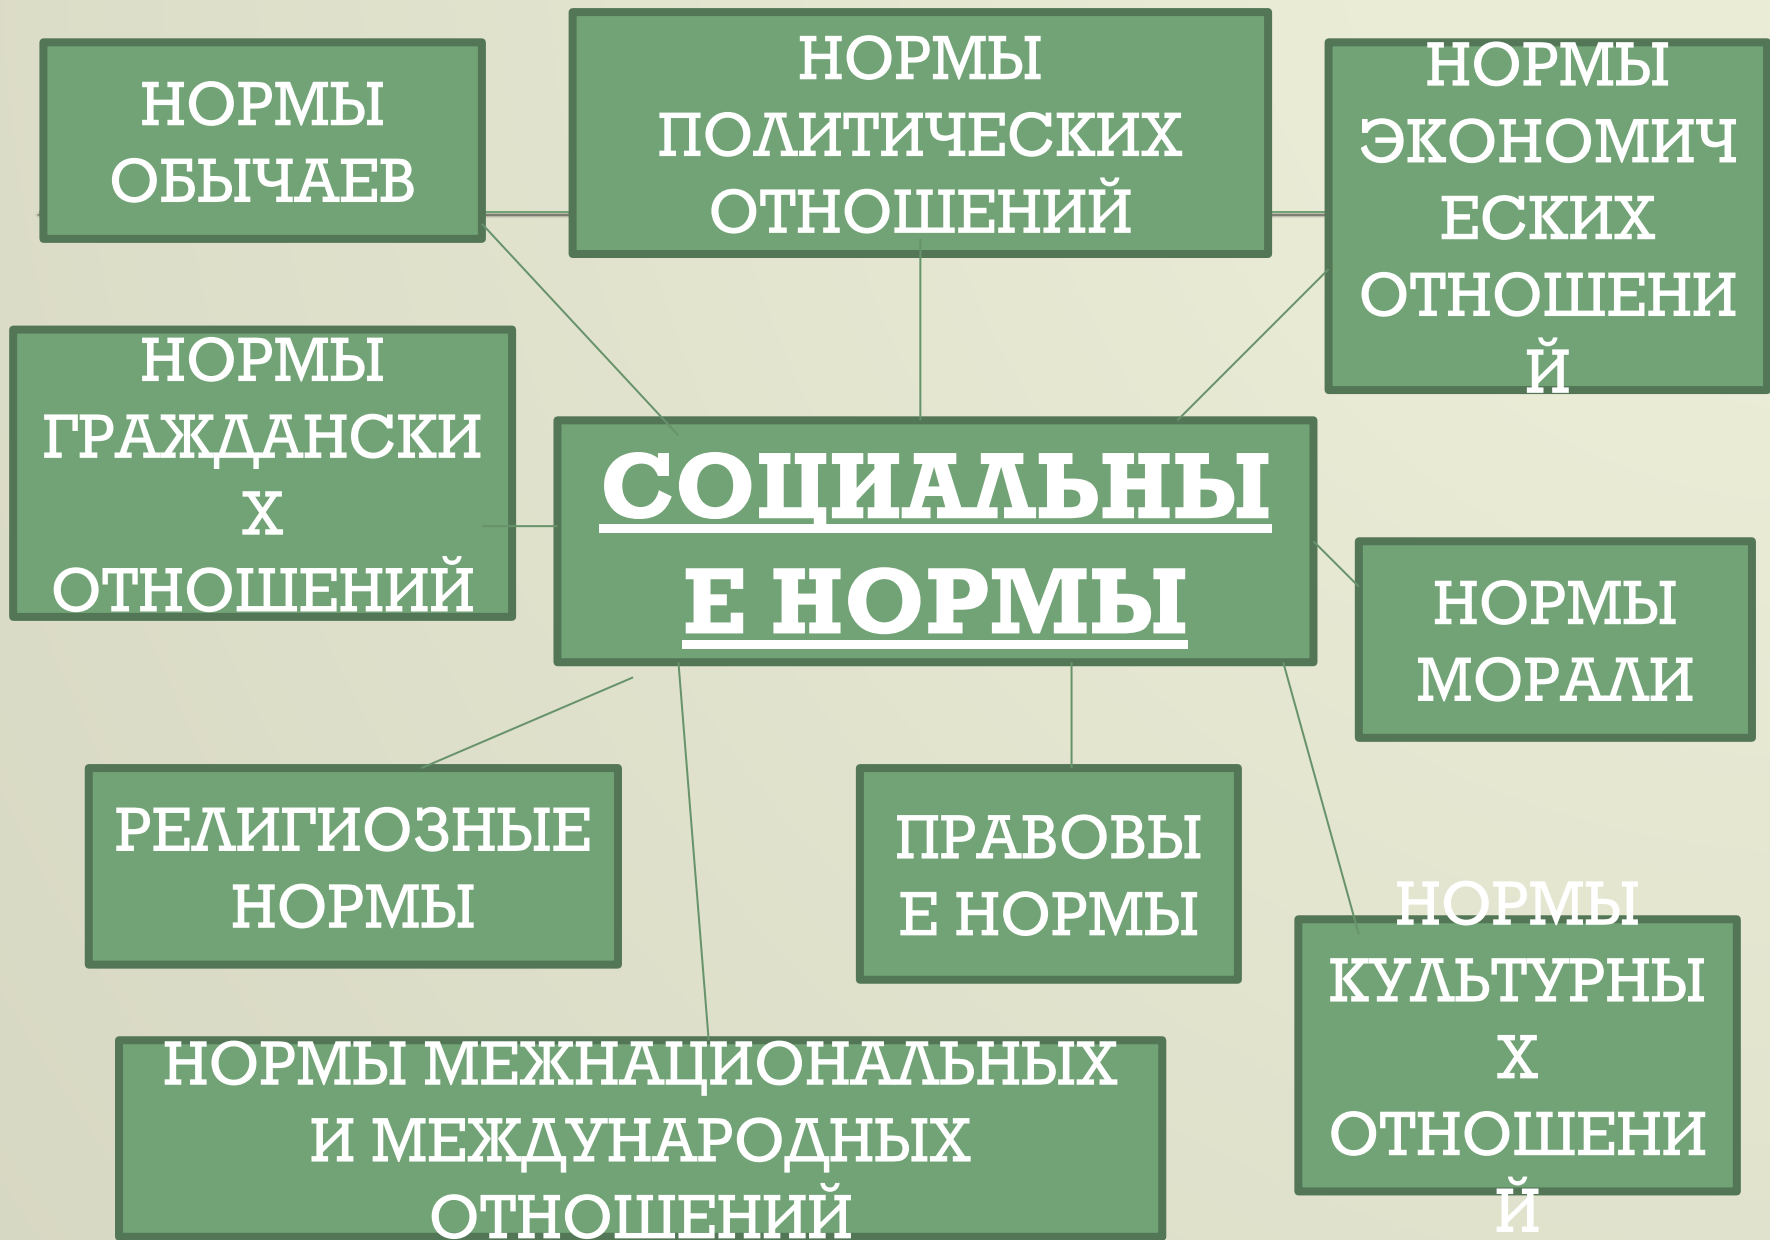 НОРМЫ
ОБЫЧАЕВ
НОРМЫ
ПОЛИТИЧЕСКИХ
ОТНОШЕНИЙ
НОРМЫ
ЭКОНОМИЧ
ЕСКИХ
ОТНОШЕНИ
Й
НОРМЫ
ГРАЖДАНСКИ
Х
ОТНОШЕНИЙ
СОЦИАЛЬНЫ
Е НОРМЫ
НОРМЫ
МОРАЛИ
РЕЛИГИОЗНЫЕ
НОРМЫ
ПРАВОВЫ
Е НОРМЫ
НОРМЫ
КУЛЬТУРНЫ
Х
ОТНОШЕНИ
Й
НОРМЫ МЕЖНАЦИОНАЛЬНЫХ
И МЕЖДУНАРОДНЫХ
ОТНОШЕНИЙ